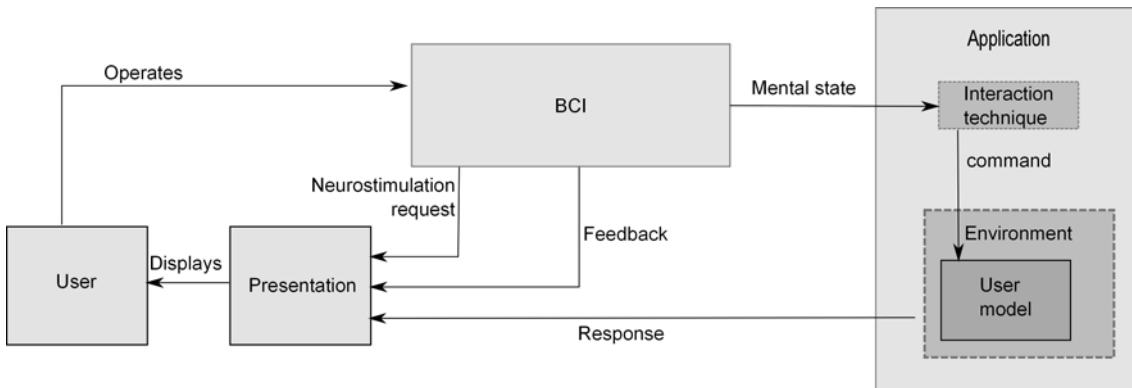 Application
Operates
BCI
Mental state
Interaction
technique
command
Neurostimulation
request
Feedback
Environment
User
Displays
Presentation
User
model
Response